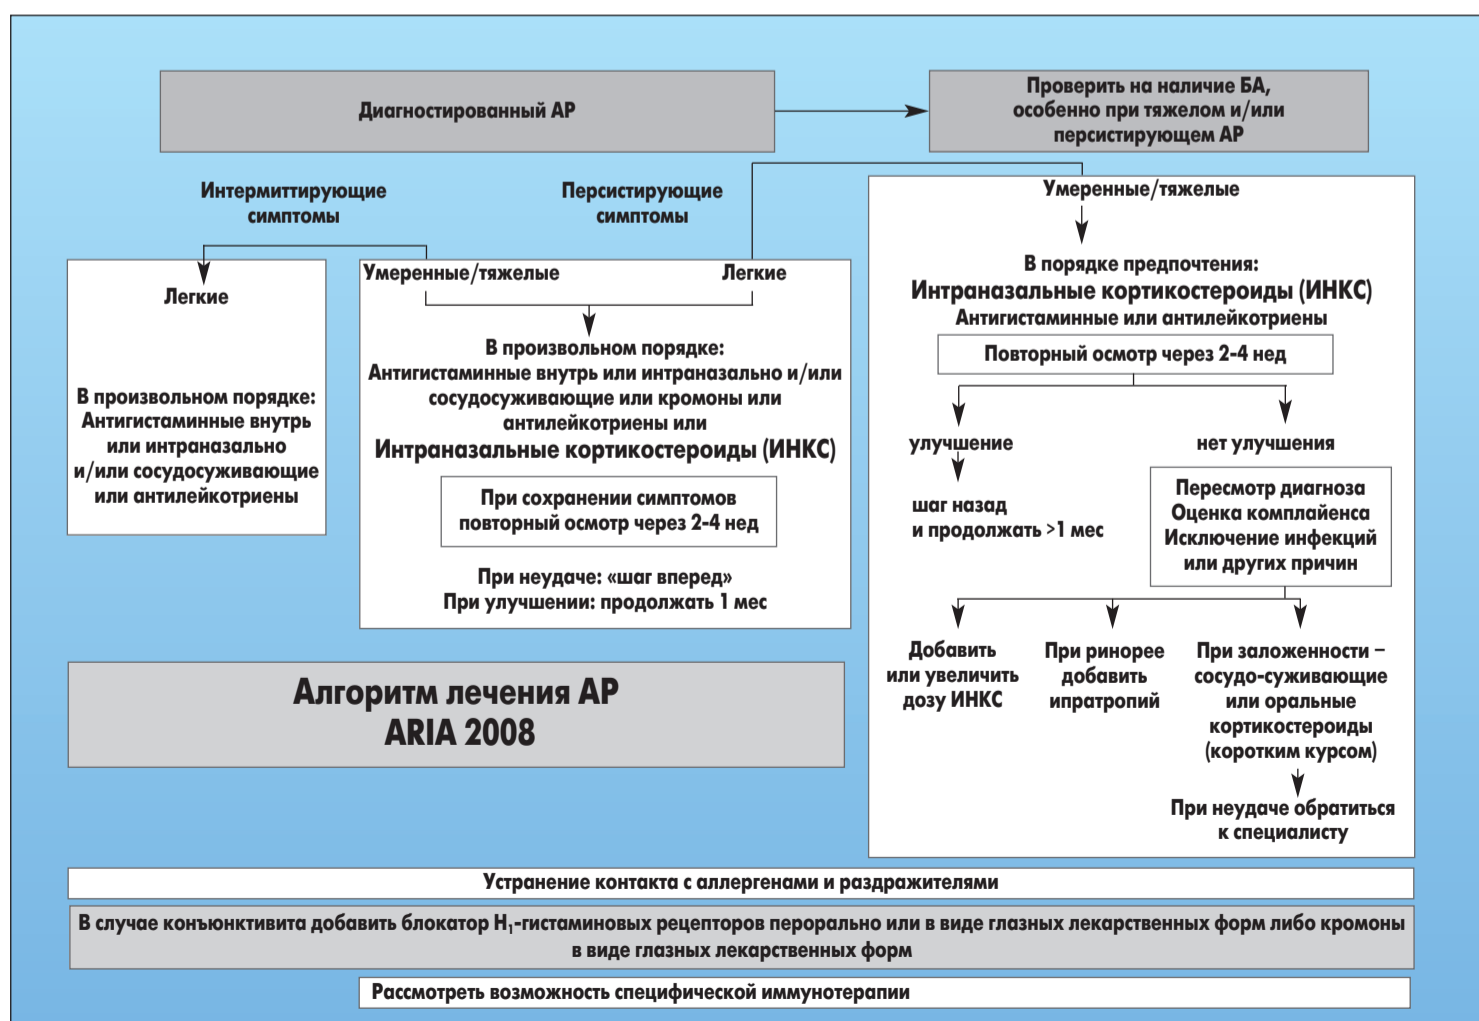 Диагностированный АР
Проверить на наличие БА,
особенно при тяжелом и/или
персистирующем АР
Интермиттирующие
симптомы
Персистирующие
симптомы
Легкие
В произвольном порядке:
Антигистаминные внутрь
или интраназально
и/или сосудосуживающие
или антилейкотриены
Умеренные/тяжелые
Легкие
В произвольном порядке:
Антигистаминные внутрь или интраназально и/или
сосудосуживающие или кромоны или
антилейкотриены или
Интраназальные кортикостероиды (ИНКС)
При сохранении симптомов
повторный осмотр через 2-4 нед
При неудаче: «шаг вперед»
При улучшении: продолжать 1 мес
Умеренные/тяжелые
В порядке предпочтения:
Интраназальные кортикостероиды (ИНКС)
Антигистаминные или антилейкотриены
Повторный осмотр через 2-4 нед
улучшение
шаг назад
и продолжать >1 мес
нет улучшения
Пересмотр диагноза
Оценка комплайенса
Исключение инфекций
или других причин
Добавить
или увеличить
дозу ИНКС
При ринорее
добавить
ипратропий
При заложенности –
сосудо-суживающие
или оральные
кортикостероиды
(коротким курсом)
При неудаче обратиться
к специалисту
Алгоритм лечения АР
ARIA 2008
Устранение контакта с аллергенами и раздражителями
В случае конъюнктивита добавить блокатор H₁-гистаминовых рецепторов перорально или в виде глазных лекарственных форм либо кромоны
в виде глазных лекарственных форм
Рассмотреть возможность специфической иммунотерапии